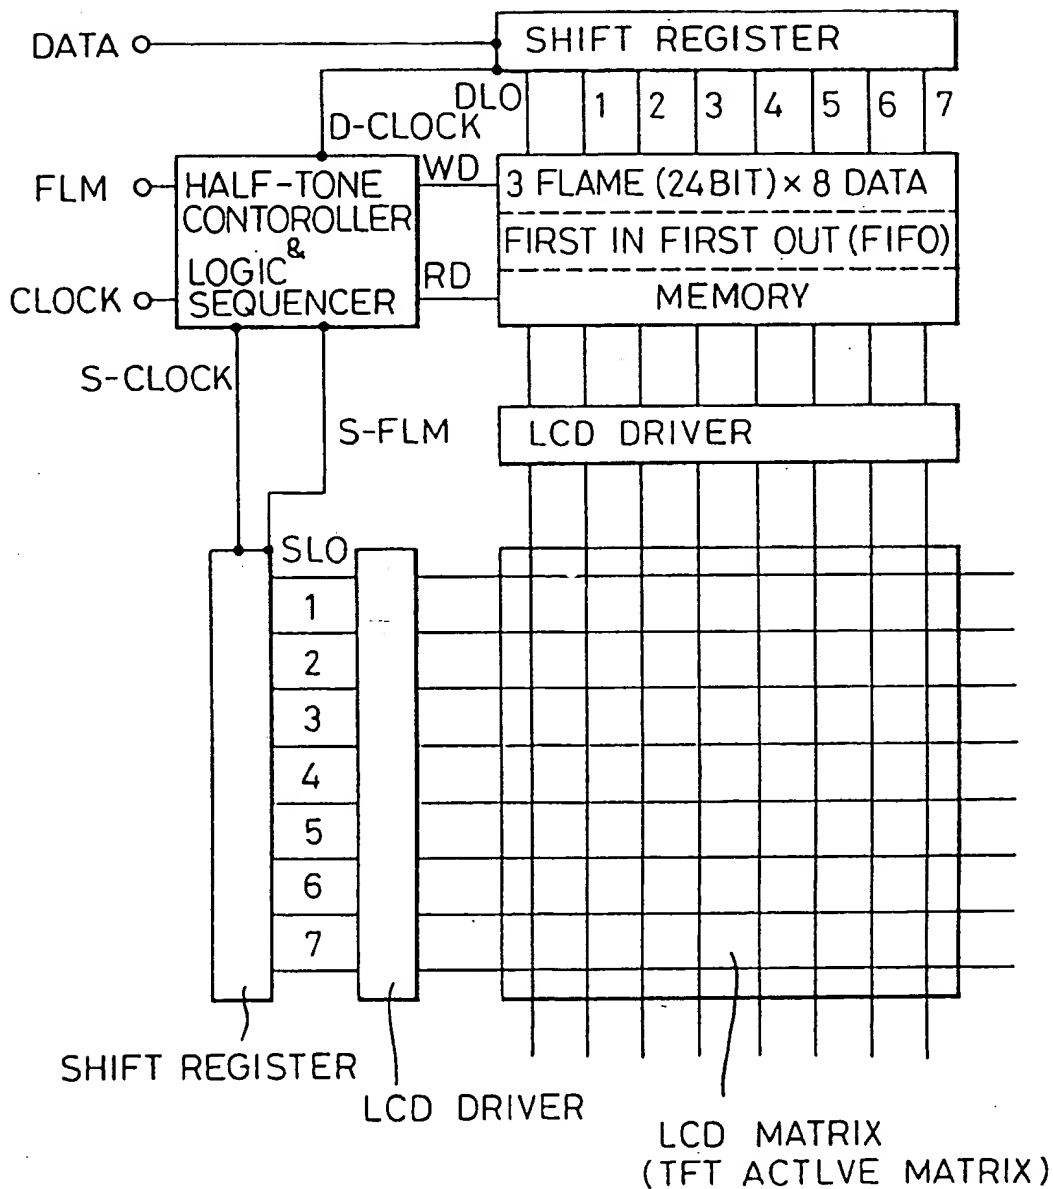 DATA
SHIFT REGISTER
DLO 1 2 3 4 5 6 7
D-CLOCK
FLM
HALF-TONE
CONTOROLLER
&
LOGIC
SEQUENCER
CLOCK
WD
RD
3 FLAME (24BIT) × 8 DATA
FIRST IN FIRST OUT (FIFO)
MEMORY
S-CLOCK
S-FLM
LCD DRIVER
SLO
1
2
3
4
5
6
7
SHIFT REGISTER
LCD DRIVER
LCD MATRIX
(TFT ACTLVE MATRIX)